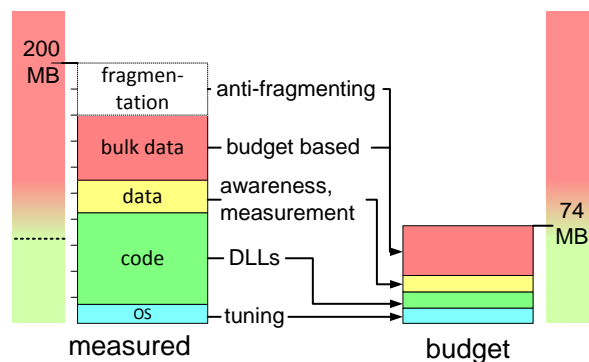 200
MB
fragmen-
tation
anti-fragmenting
bulk data
budget based
awareness,
measurement
data
74
MB
code
DLLs
OS
tuning
measured
budget